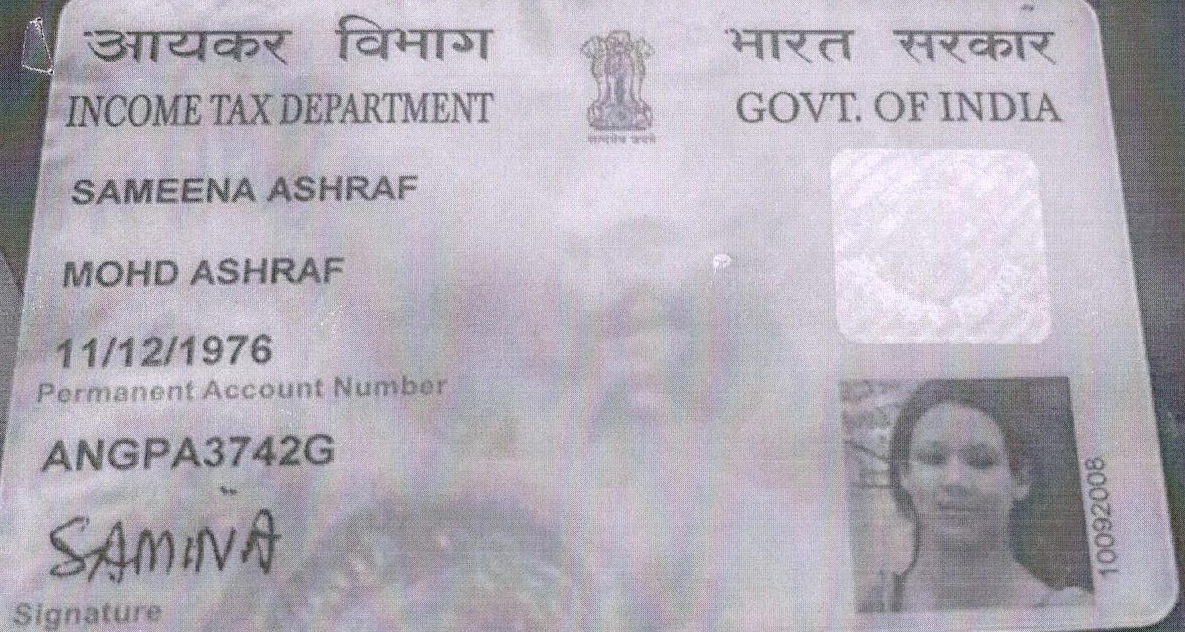 आयकर विभाग
INCOME TAX DEPARTMENT
भारत सरकार
GOVT. OF INDIA
सत्यमेव जयते
SAMEENA ASHRAF
MOHD ASHRAF
11/12/1976
Permanent Account Number
ANGPA3742G
SAMINA
Signature
10092008